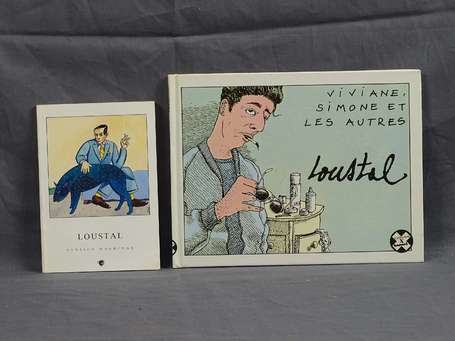 LOUSTAL
VIVIANE,
SIMONE ET
LES AUTRES
Loustal